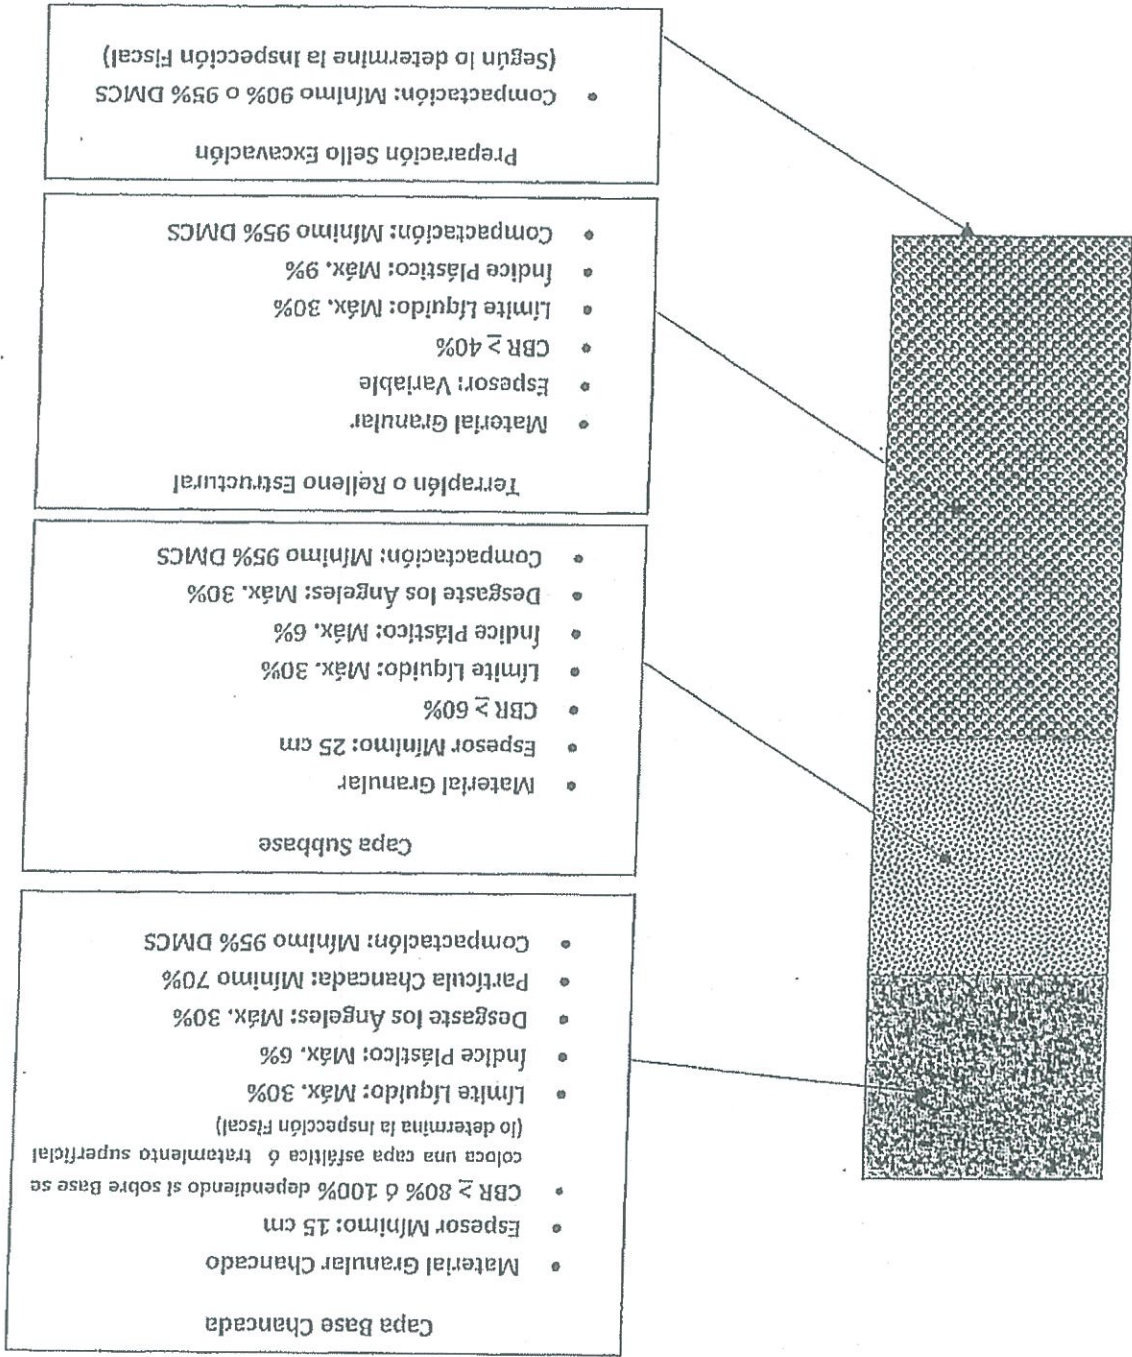 Capa Base Chancada
• Material Granular Chancado
• Espesor Mínimo: 15 cm
• CBR ≥ 80% ó 100% dependiendo si sobre Base se
coloca una capa asfáltica ó tratamiento superficial
(lo determina la Inspección Fiscal)
• Límite Líquido: Máx. 30%
• Índice Plástico: Máx. 6%
• Desgaste los Ángeles: Máx. 30%
• Partícula Chancada: Mínimo 70%
• Compactación: Mínimo 95% DMCS
Capa Subbase
• Material Granular
• Espesor Mínimo: 25 cm
• CBR ≥ 60%
• Límite Líquido: Máx. 30%
• Índice Plástico: Máx. 6%
• Desgaste los Ángeles: Máx. 30%
• Compactación: Mínimo 95% DMCS
Terraplén o Relleno Estructural
• Material Granular
• Espesor: Variable
• CBR ≥ 40%
• Límite Líquido: Máx. 30%
• Índice Plástico: Máx. 9%
• Compactación: Mínimo 95% DMCS
Preparación Sello Excavación
• Compactación: Mínimo 90% o 95% DMCS
(Según lo determine la Inspección Fiscal)